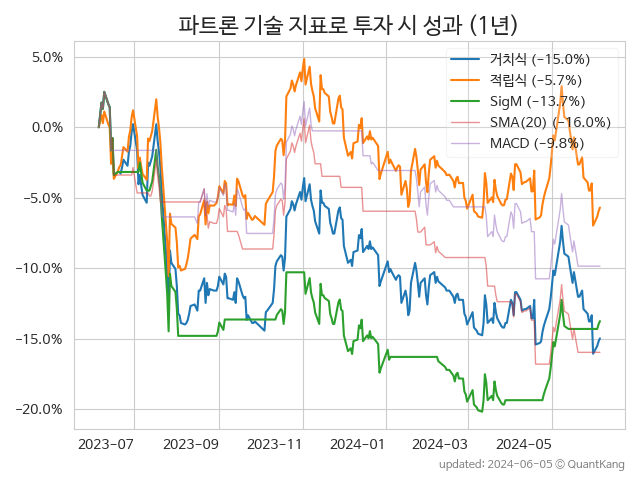 파트론 기술 지표로 투자 시 성과 (1년)
거치식 (−15.0%)
적립식 (−5.7%)
SigM (−13.7%)
SMA(20) (−16.0%)
MACD (−9.8%)
5.0%
0.0%
−5.0%
−10.0%
−15.0%
−20.0%
2023-07 2023-09 2023-11 2024-01 2024-03 2024-05
updated: 2024-06-05 © QuantKang